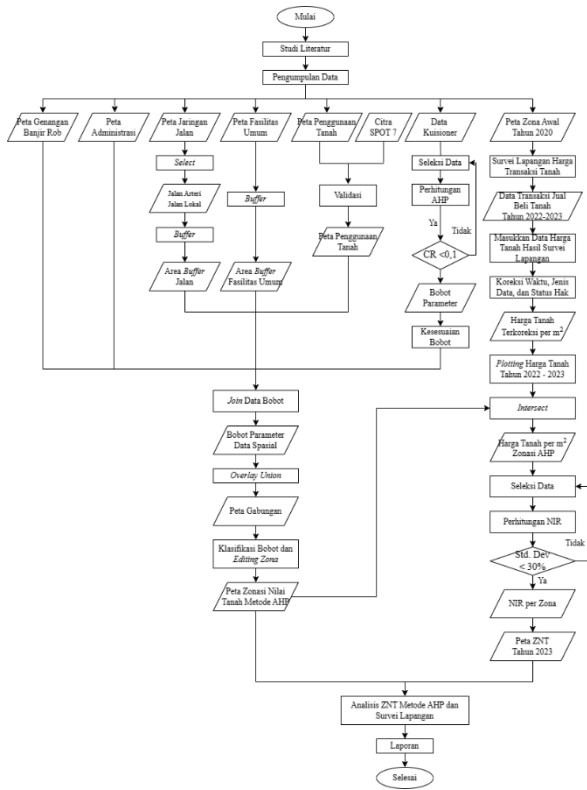 Mulai
Studi Literatur
Pengumpulan Data
Peta Genangan
Banjir Rob
Peta
Administrasi
Peta Jaringan
Jalan
Peta Fasilitas
Umum
Peta Penggunaan
Tanah
Citra
SPOT 7
Data
Kuisioner
Peta Zona Awal
Tahun 2020
Select
Jalan Arteri
Jalan Lokal
Buffer
Area Buffer
Jalan
Buffer
Area Buffer
Fasilitas Umum
Validasi
Peta Penggunaan
Tanah
Seleksi Data
Perhitungan
AHP
Ya
Tidak
CR <0,1
Bobot
Parameter
Kesesuaian
Bobot
Survei Lapangan Harga
Transaksi Tanah
Data Transaksi Jual
Beli Tanah
Tahun 2022-2023
Masukkan Data Harga
Tanah Hasil Survei
Lapangan
Koreksi Waktu, Jenis
Data, dan Status Hak
Harga Tanah
Terkoreksi per m²
Plotting Harga Tanah
Tahun 2022 - 2023
Intersect
Harga Tanah per m²
Zonasi AHP
Seleksi Data
Perhitungan NIR
Tidak
Std. Dev
< 30%
Ya
NIR per Zona
Peta ZNT
Tahun 2023
Join Data Bobot
Bobot Parameter
Data Spasial
Overlay Union
Peta Gabungan
Klasifikasi Bobot dan
Editing Zona
Peta Zonasi Nilai
Tanah Metode AHP
Analisis ZNT Metode AHP dan
Survei Lapangan
Laporan
Selesai